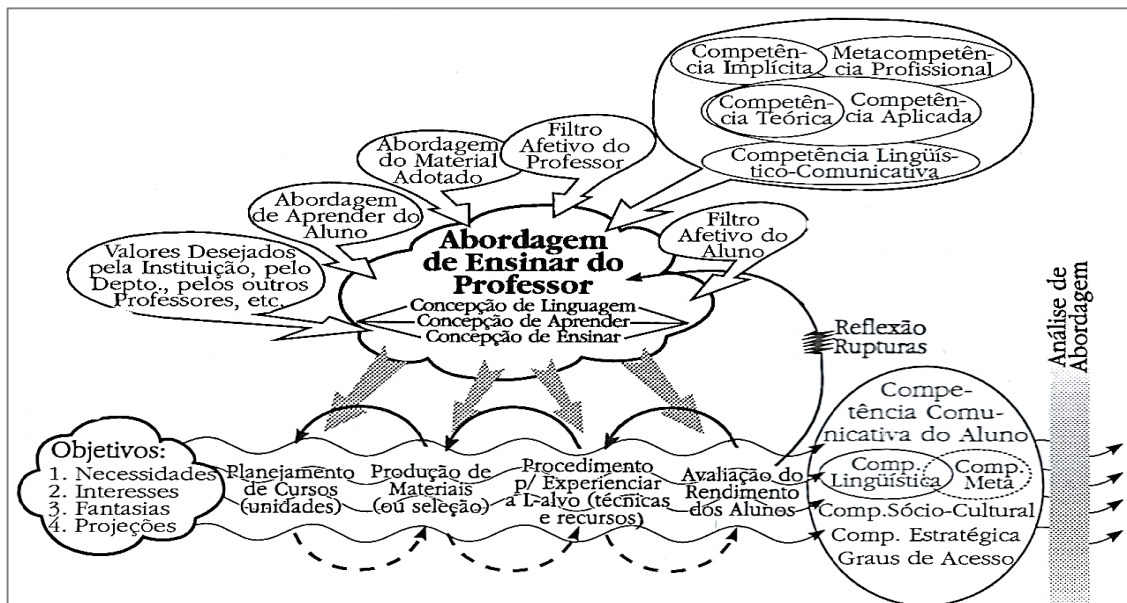 Competên-
cia Implícita
Metacompetên-
cia Profissional
Competên-
cia Teórica
Competên-
cia Aplicada
Competência Lingüís-
tico-Comunicativa
Filtro
Afetivo do
Professor
Abordagem
do Material
Adotado
Abordagem
de Aprender do
Aluno
Valores Desejados
pela Instituição, pelo
Depto., pelos outros
Professores, etc.
Filtro
Afetivo do
Aluno
Abordagem
de Ensinar do
Professor
Concepção de Linguagem
Concepção de Aprender
Concepção de Ensinar
Reflexão
Rupturas
Análise de
Abordagem
Objetivos:
1. Necessidades
2. Interesses
3. Fantasias
4. Projeções
Planejamento
de Cursos
(unidades)
Produção de
Materiais
(ou seleção)
Procedimento
p/ Experienciar
a L-alvo (técnicas
e recursos)
Avaliação do
Rendimento
dos Alunos
Compe-
tência Comu-
nicativa do Aluno
Comp.
Lingüística
Comp.
Meta
Comp.Sócio-Cultural
Comp. Estratégica
Graus de Acesso